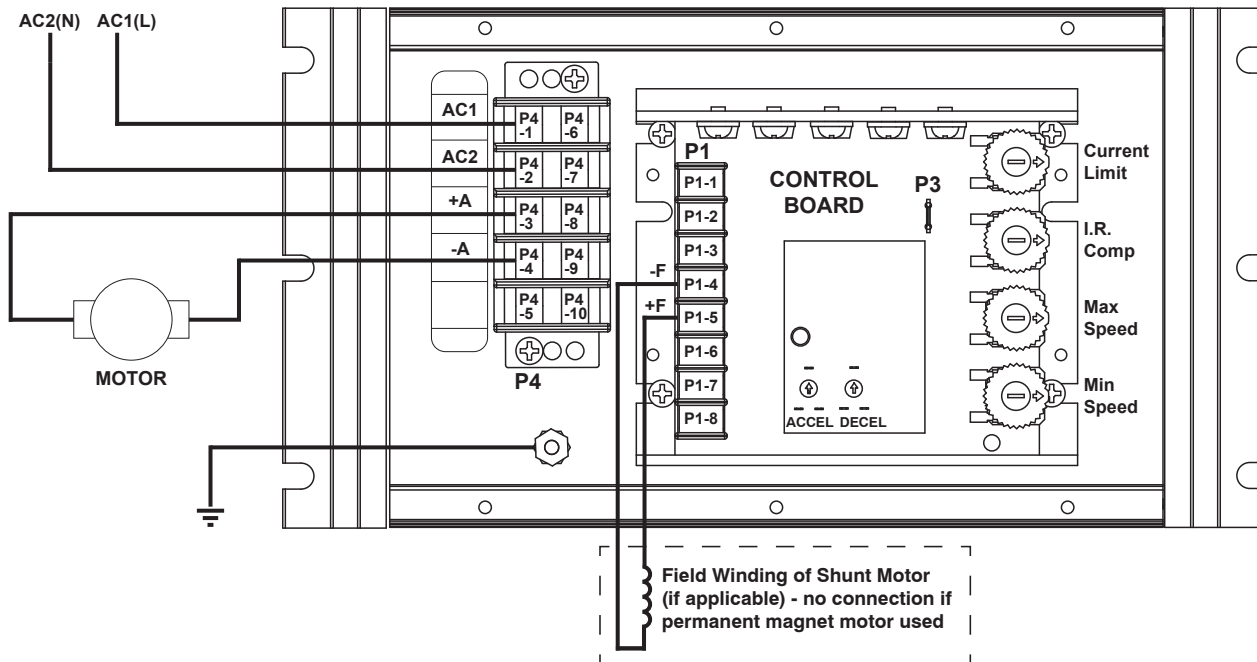 AC2(N) AC1(L)
AC1
AC2
+A
-A
P4
-1
P4
-6
P4
-2
P4
-7
P4
-3
P4
-8
P4
-4
P4
-9
P4
-5
P4
-10
P4
MOTOR
P1
P1-1
P1-2
P1-3
P1-4
P1-5
P1-6
P1-7
P1-8
-F
+F
CONTROL
BOARD
P3
ACCEL DECEL
Current
Limit
I.R.
Comp
Max
Speed
Min
Speed
Field Winding of Shunt Motor
(if applicable) - no connection if
permanent magnet motor used